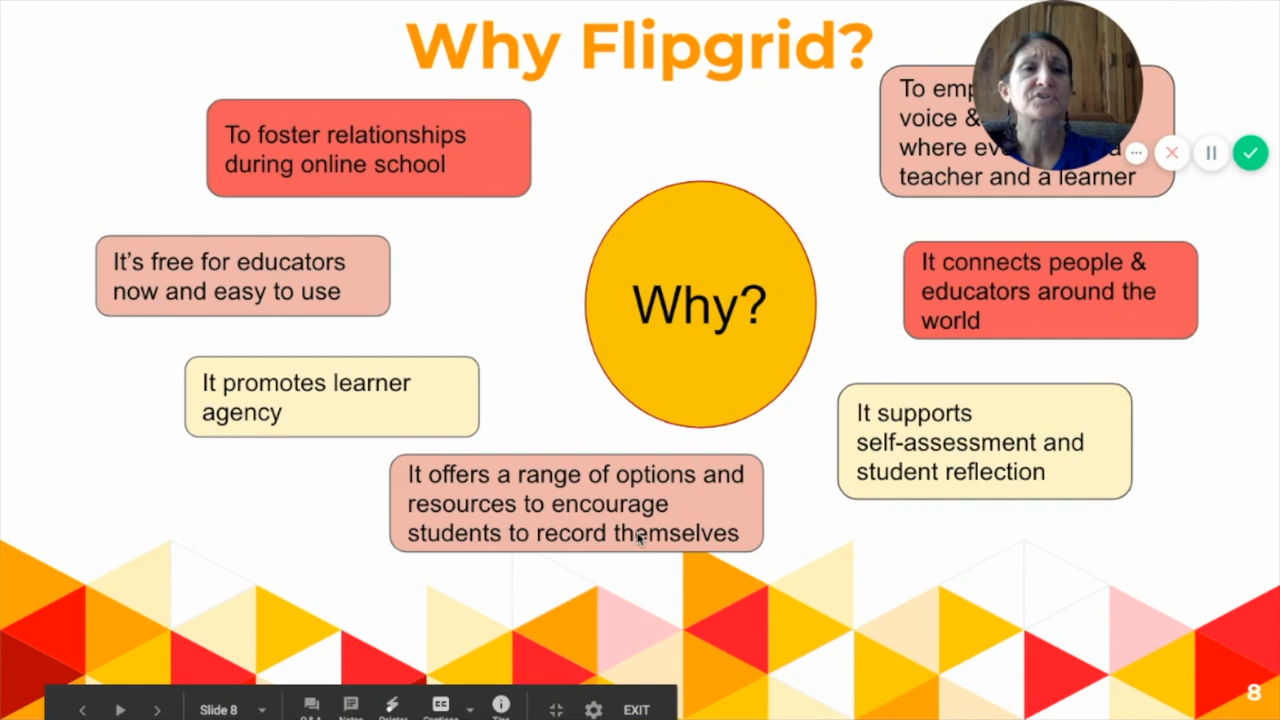 Why Flipgrid?
To foster relationships
during online school
To
voice &
where
teacher and a learner
It's free for educators
now and easy to use
Why?
It connects people &
educators around the
world
It promotes learner
agency
It supports
self-assessment and
student reflection
It offers a range of options and
resources to encourage
students to record themselves
8
Slide 8
EXIT